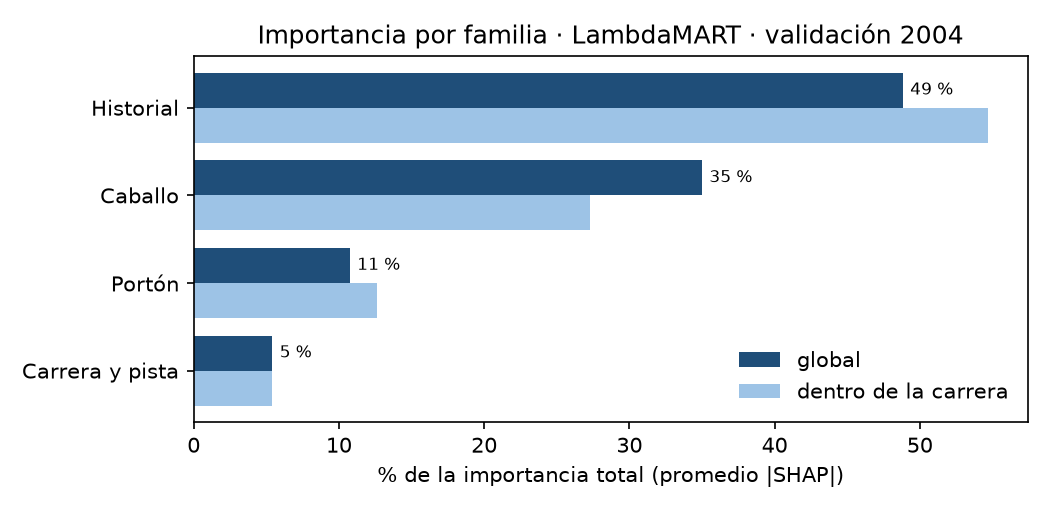 Importancia por familia · LambdaMART · validación 2004
Historial
49 %
Caballo
35 %
Portón
11 %
Carrera y pista
5 %
global
dentro de la carrera
0 10 20 30 40 50
% de la importancia total (promedio |SHAP|)